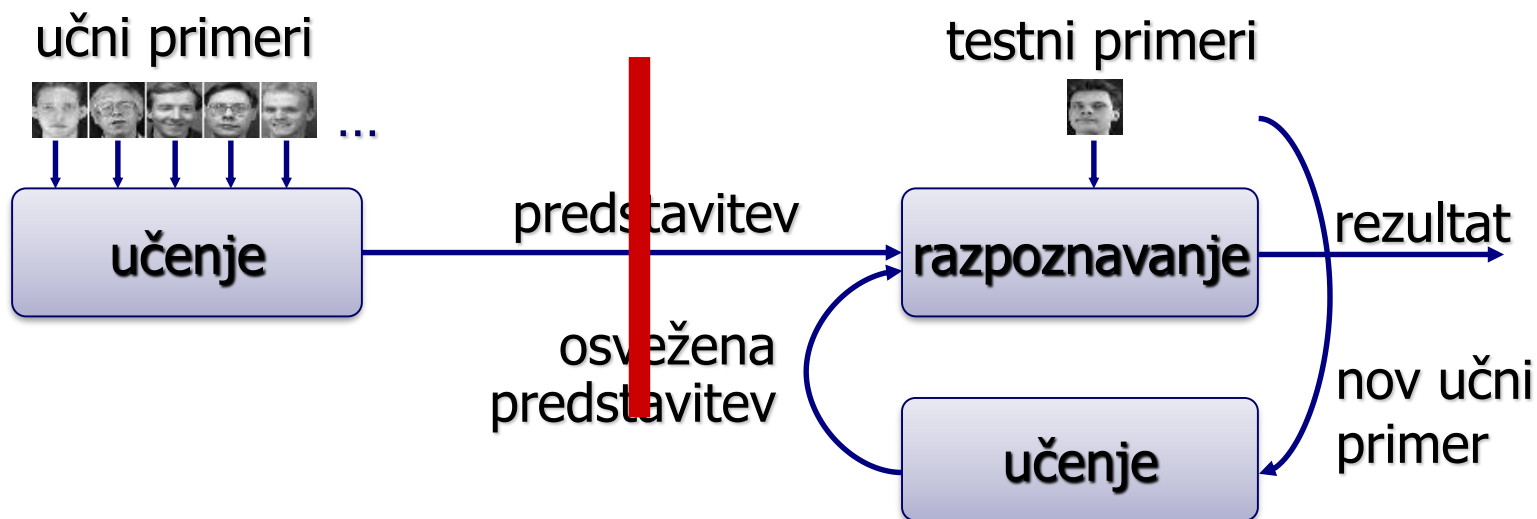 učni primeri
testni primeri
...
učenje
predstavitev
razpoznavanje
rezultat
osvežena
predstavitev
nov učni
primer
učenje